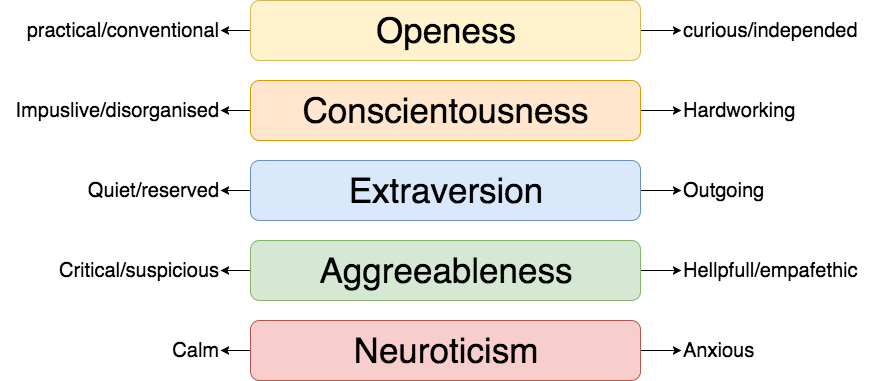 practical/conventional Openess curious/independed
Impuslive/disorganised Conscientousness Hardworking
Quiet/reserved Extraversion Outgoing
Critical/suspicious Aggreeableness Hellpfull/empafethic
Calm Neuroticism Anxious